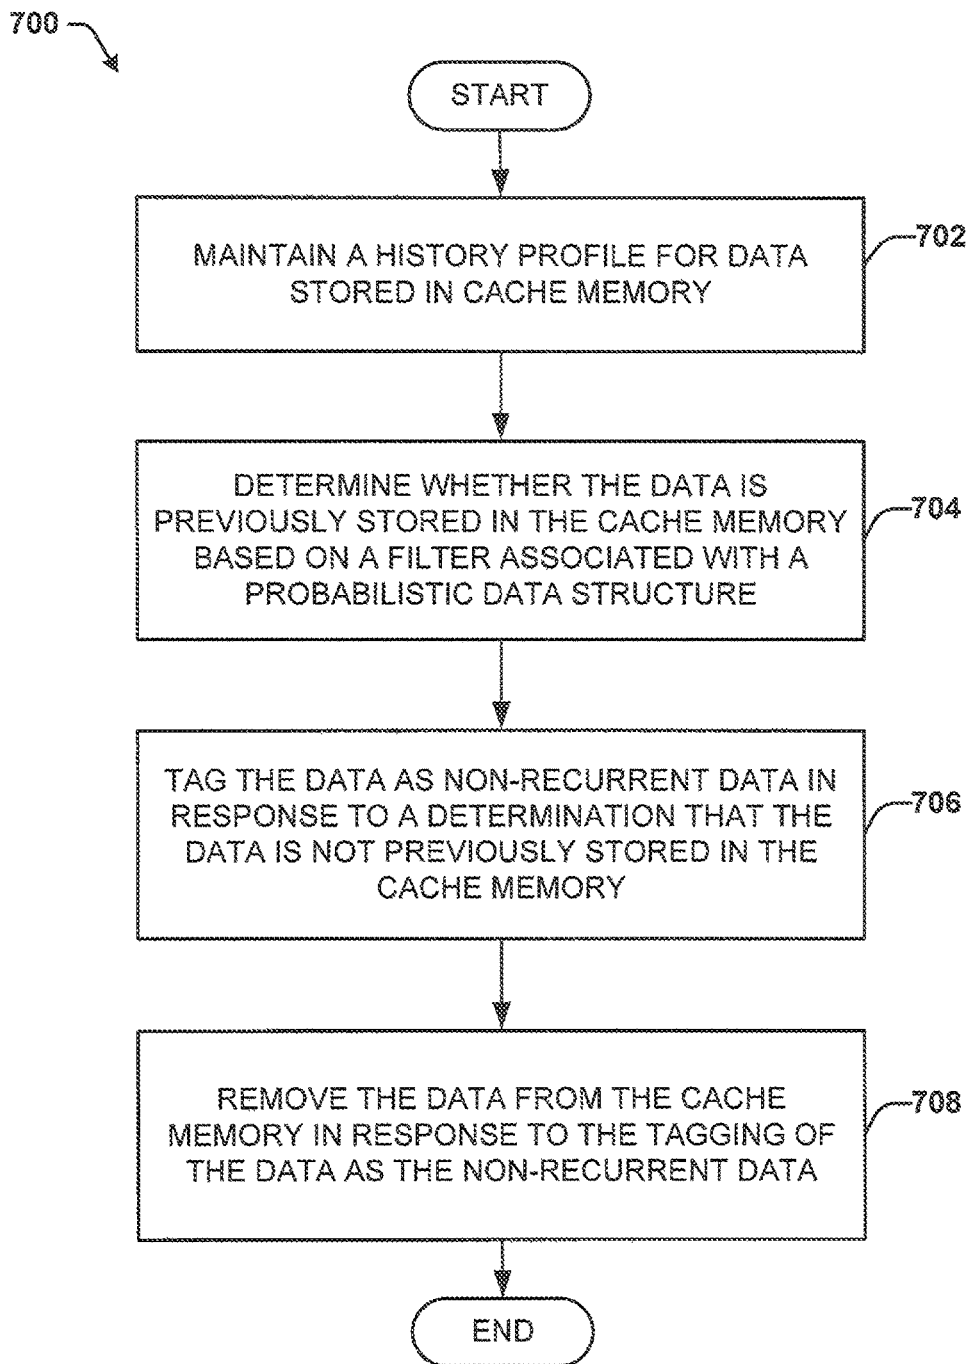 700
START
MAINTAIN A HISTORY PROFILE FOR DATA
STORED IN CACHE MEMORY
702
DETERMINE WHETHER THE DATA IS
PREVIOUSLY STORED IN THE CACHE MEMORY
BASED ON A FILTER ASSOCIATED WITH A
PROBABILISTIC DATA STRUCTURE
704
TAG THE DATA AS NON-RECURRENT DATA IN
RESPONSE TO A DETERMINATION THAT THE
DATA IS NOT PREVIOUSLY STORED IN THE
CACHE MEMORY
706
REMOVE THE DATA FROM THE CACHE
MEMORY IN RESPONSE TO THE TAGGING OF
THE DATA AS THE NON-RECURRENT DATA
708
END